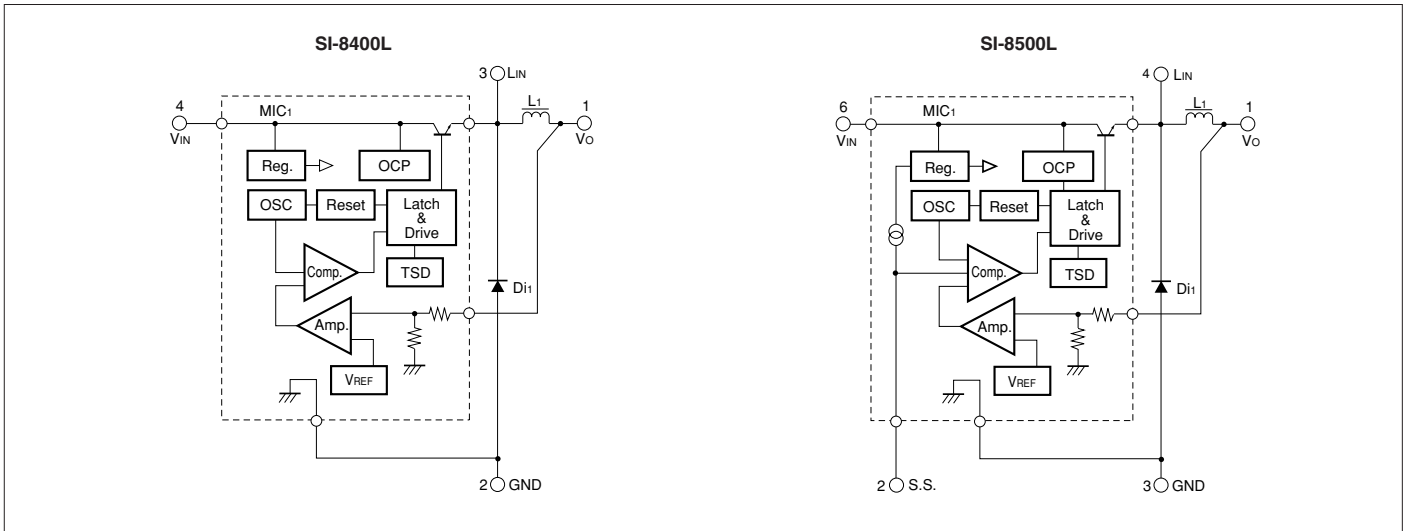 SI-8400L
3 LIN
4
VIN
MIC1
L1
1
VO
Reg.
OCP
OSC
Reset
Latch
&
Drive
Comp.
TSD
Di1
Amp.
VREF
2 GND
SI-8500L
4 LIN
6
VIN
MIC1
L1
1
VO
Reg.
OCP
OSC
Reset
Latch
&
Drive
Comp.
TSD
Di1
Amp.
VREF
2 S.S.
3 GND